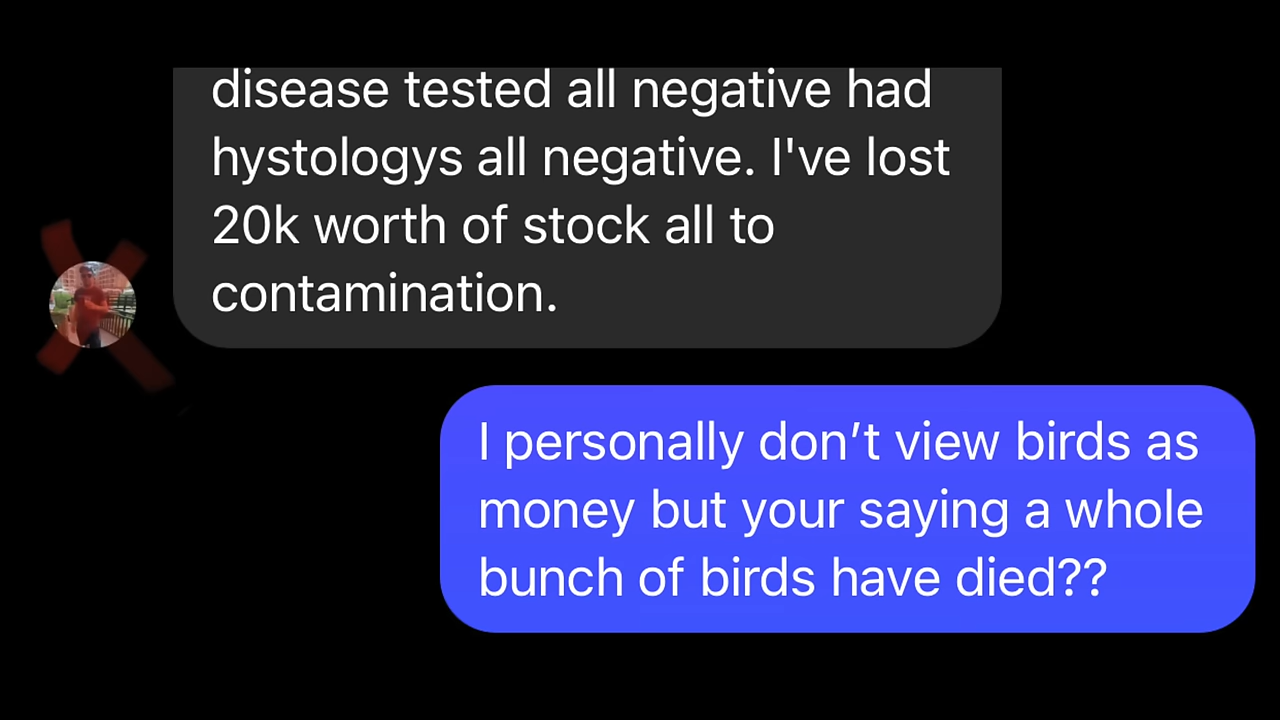 disease tested all negative had
hystologys all negative. I've lost
20k worth of stock all to
contamination.
I personally don’t view birds as
money but your saying a whole
bunch of birds have died??